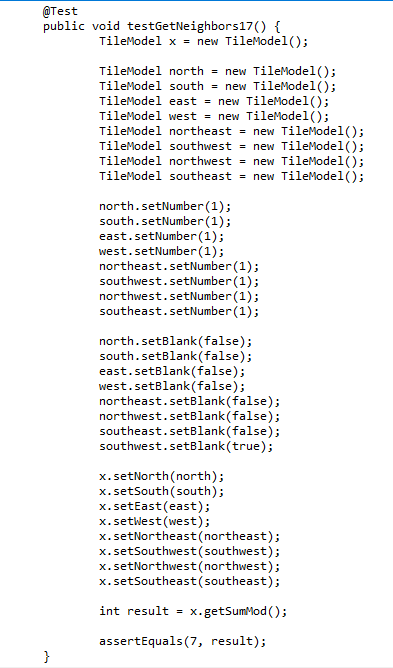 @Test
public void testGetNeighbors17() {
TileModel x = new TileModel();
TileModel north = new TileModel();
TileModel south = new TileModel();
TileModel east = new TileModel();
TileModel west = new TileModel();
TileModel northeast = new TileModel();
TileModel southwest = new TileModel();
TileModel northwest = new TileModel();
TileModel southeast = new TileModel();
north.setNumber(1);
south.setNumber(1);
east.setNumber(1);
west.setNumber(1);
northeast.setNumber(1);
southwest.setNumber(1);
northwest.setNumber(1);
southeast.setNumber(1);
north.setBlank(false);
south.setBlank(false);
east.setBlank(false);
west.setBlank(false);
northeast.setBlank(false);
northwest.setBlank(false);
southeast.setBlank(false);
southwest.setBlank(true);
x.setNorth(north);
x.setSouth(south);
x.setEast(east);
x.setWest(west);
x.setNortheast(northeast);
x.setSouthwest(southwest);
x.setNorthwest(northwest);
x.setSoutheast(southeast);
int result = x.getSumMod();
assertEquals(7, result);
}